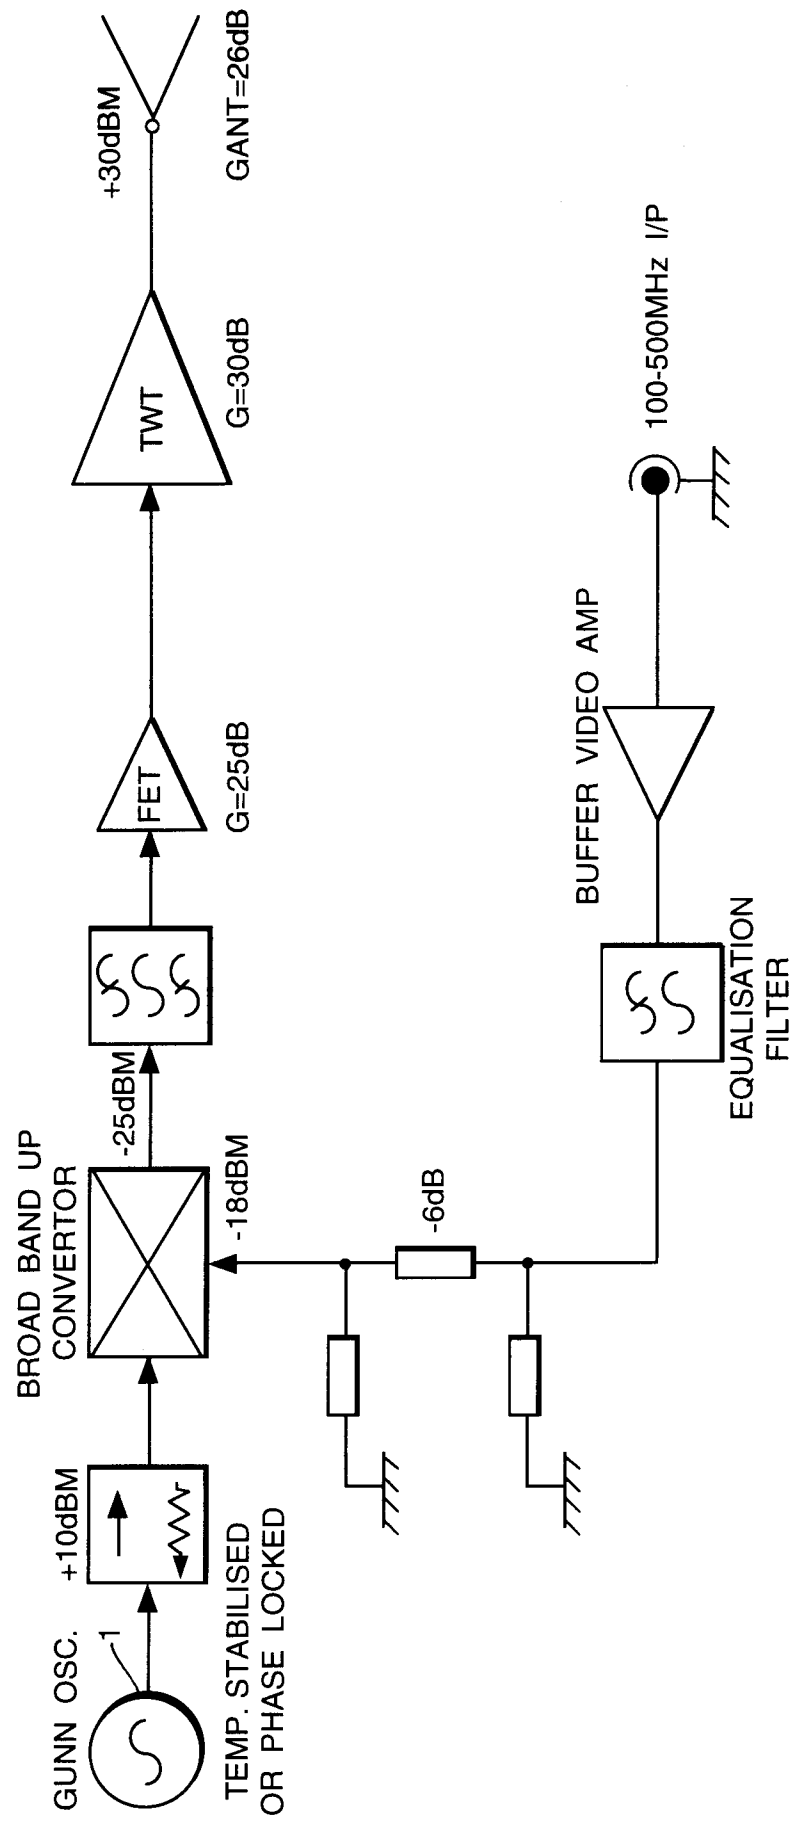 GUNN OSC.
1
TEMP. STABILISED
OR PHASE LOCKED
+10dBM
BROAD BAND UP
CONVERTOR
-25dBM
-18dBM
-6dB
FET
G=25dB
TWT
G=30dB
+30dBM
GANT=26dB
EQUALISATION
FILTER
BUFFER VIDEO AMP
100-500MHz I/P